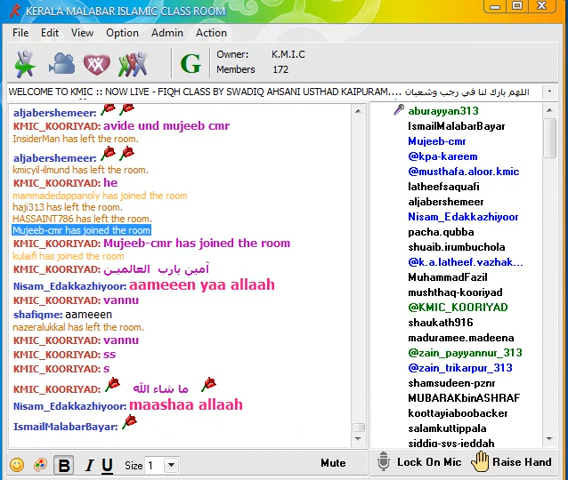 KERALA MALABAR ISLAMIC CLASS ROOM
File Edit View Option Admin Action
G
Owner: K.M.I.C
Members 172
WELCOME TO KMIC :: NOW LIVE - FIQH CLASS BY SWADIQ AHSANI USTHAD KAIPURAM.... اللهم بارك لنا في رجب وشعبان
aljabershemeer:
KMIC_KOORIYAD: avide und mujeeb cmr
InsiderMan has left the room.
aljabershemeer:
kmicyil-ilmund has left the room.
KMIC_KOORIYAD: he
mammadedappanoly has joined the room
haji313 has left the room.
HASSAINT786 has left the room.
Mujeeb-cmr has joined the room
KMIC_KOORIYAD: Mujeeb-cmr has joined the room
kulaifi has joined the room
KMIC_KOORIYAD: آمين يارب العالميـن
Nisam_Edakkazhiyoor: aameeen yaa allaah
KMIC_KOORIYAD: vannu
shafiqme: aameeen
nazeralukkal has left the room.
KMIC_KOORIYAD: vannu
KMIC_KOORIYAD: ss
KMIC_KOORIYAD: s
KMIC_KOORIYAD: ما شاء الله
Nisam_Edakkazhiyoor: maashaa allaah
IsmailMalabarBayar:
aburayyan313
IsmailMalabarBayar
Mujeeb-cmr
@kpa-kareem
@musthafa.aloor.kmic
latheefsaquafi
aljabershemeer
Nisam_Edakkazhiyoor
pacha.qubba
shuaib.irumbuchola
@k.a.latheef.vazhak...
MuhammadFazil
mushthaq-kooriyad
@KMIC_KOORIYAD
shaukath916
maduramee.madeena
@zain_payyannur_313
@zain_trikarpur_313
shamsudeen-pznr
MUBARAKbinASHRAF
koottayiaboobacker
salamkuttippala
siddiq-svs-jeddah
B I U Size 1 Mute
Lock On Mic Raise Hand